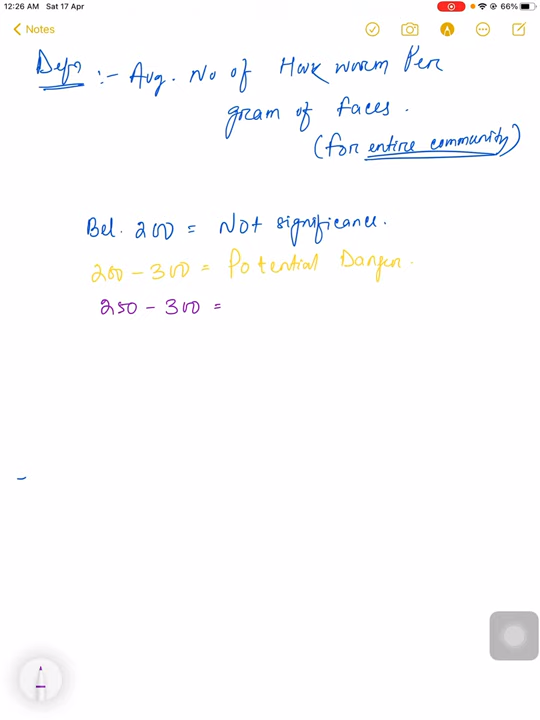 12:26 AM Sat 17 Apr 66%
Notes
Defn :- Avg. No of Hook worm Per
gram of faces.
(for entire community)
Bel. 200 = Not significance.
200 - 300 = Potential Danger.
250 - 300 =
-